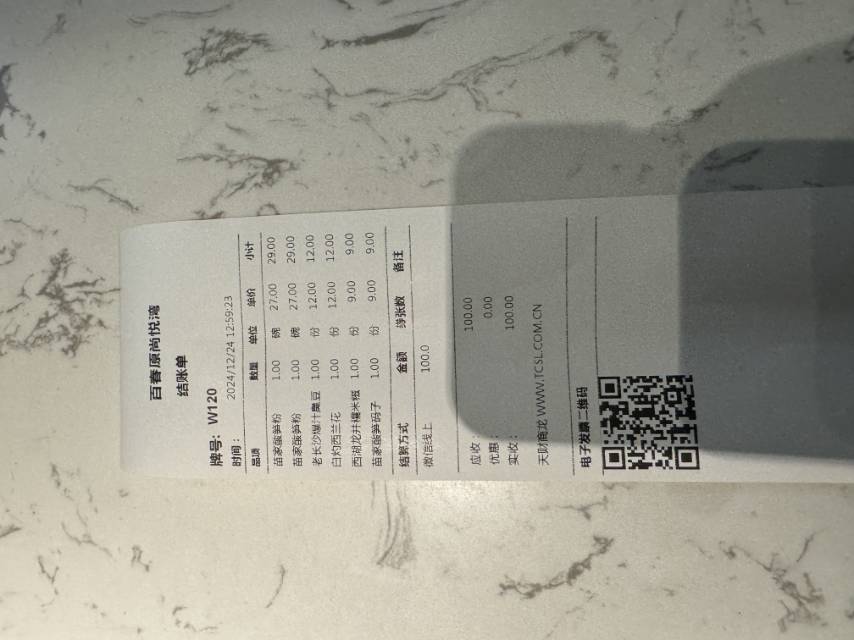 百春原尚悦湾
结账单
牌号: W120
时间: 2024/12/24 12:59:23
品项 数量 单位 单价 小计
苗家酸笋粉 1.00 碗 27.00 29.00
苗家酸笋粉 1.00 碗 27.00 29.00
老长沙爆汁臭豆 1.00 份 12.00 12.00
白灼西兰花 1.00 份 12.00 12.00
西湖龙井糯米糍 1.00 份 9.00 9.00
苗家酸笋码子 1.00 份 9.00 9.00
结算方式 金额 券张数 备注
微信线上 100.0
应收: 100.00
优惠: 0.00
实收: 100.00
天财商龙 WWW.TCSL.COM.CN
电子发票二维码